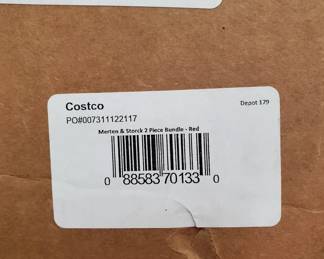 Costco
Depot 179
PO#007311122117
Merten & Storck 2 Piece Bundle - Red
0 88583 70133 0